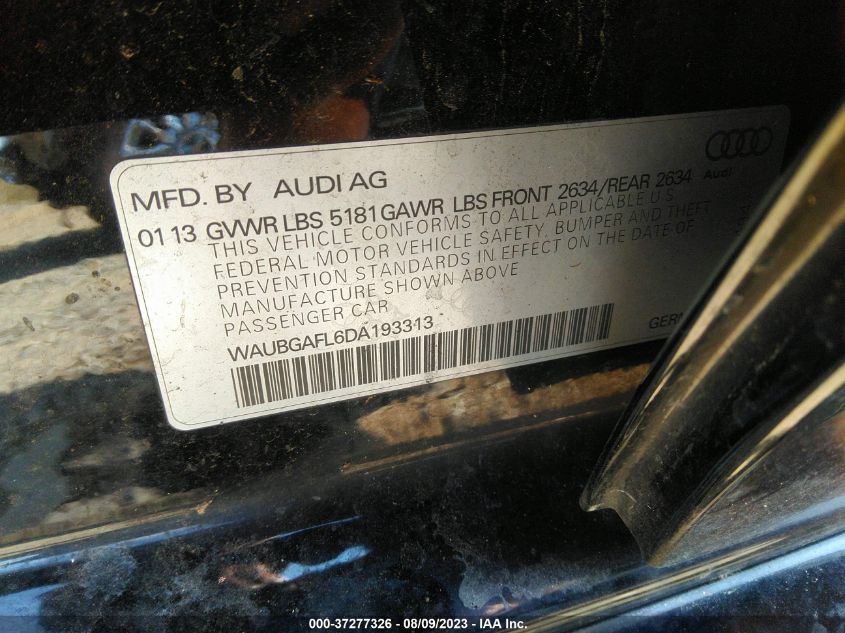 MFD. BY AUDI AG
Audi
01 13 GVWR LBS 5181 GAWR LBS FRONT 2634/REAR 2634
THIS VEHICLE CONFORMS TO ALL APPLICABLE U.S.
FEDERAL MOTOR VEHICLE SAFETY, BUMPER AND THEFT
PREVENTION STANDARDS IN EFFECT ON THE DATE OF
MANUFACTURE SHOWN ABOVE
PASSENGER CAR
WAUBGAFL6DA193313
GERM
000-37277326 - 08/09/2023 - IAA Inc.